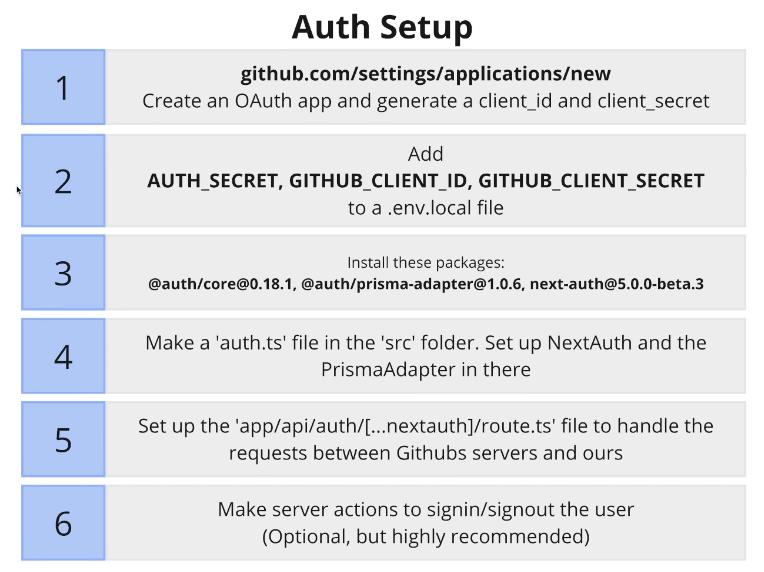 Auth Setup
1
github.com/settings/applications/new
Create an OAuth app and generate a client_id and client_secret
2
Add
AUTH_SECRET, GITHUB_CLIENT_ID, GITHUB_CLIENT_SECRET
to a .env.local file
3
Install these packages:
@auth/core@0.18.1, @auth/prisma-adapter@1.0.6, next-auth@5.0.0-beta.3
4
Make a 'auth.ts' file in the 'src' folder. Set up NextAuth and the
PrismaAdapter in there
5
Set up the 'app/api/auth/[...nextauth]/route.ts' file to handle the
requests between Githubs servers and ours
6
Make server actions to signin/signout the user
(Optional, but highly recommended)